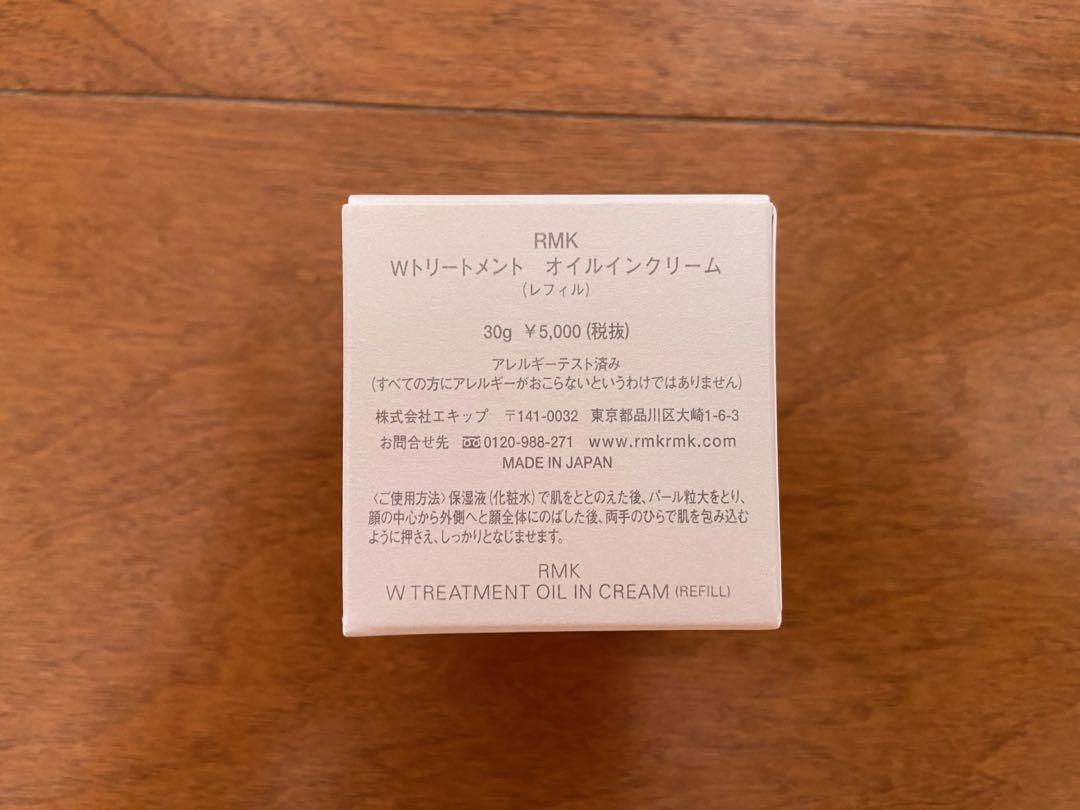 RMK
Wトリートメント　オイルインクリーム
(レフィル)
30g ￥5,000 (税抜)
アレルギーテスト済み
(すべての方にアレルギーがおこらないというわけではありません)
株式会社エキップ　〒141-0032　東京都品川区大崎1-6-3
お問合せ先 0120-988-271 www.rmkrmk.com
MADE IN JAPAN
〈ご使用方法〉保湿液(化粧水)で肌をととのえた後、パール粒大をとり、
顔の中心から外側へと顔全体にのばした後、両手のひらで肌を包み込む
ように押さえ、しっかりとなじませます。
RMK
W TREATMENT OIL IN CREAM (REFILL)